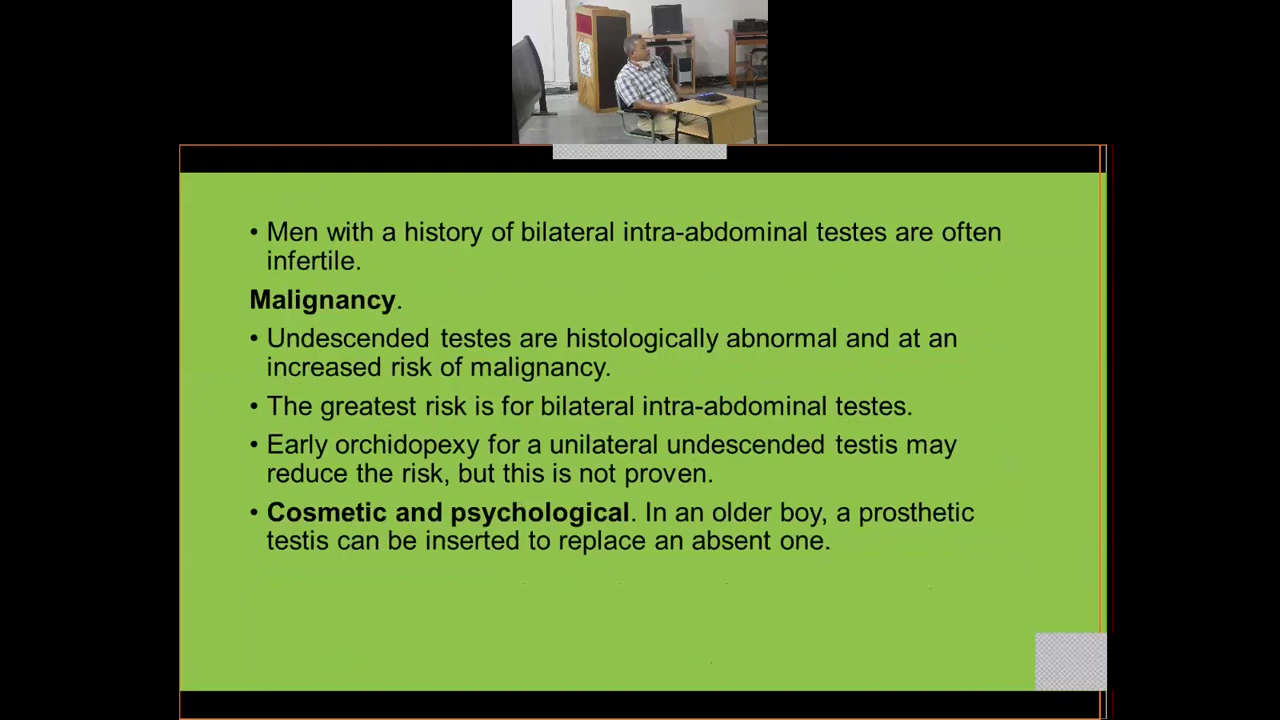 • Men with a history of bilateral intra-abdominal testes are often
infertile.
Malignancy.
• Undescended testes are histologically abnormal and at an
increased risk of malignancy.
• The greatest risk is for bilateral intra-abdominal testes.
• Early orchidopexy for a unilateral undescended testis may
reduce the risk, but this is not proven.
• Cosmetic and psychological. In an older boy, a prosthetic
testis can be inserted to replace an absent one.